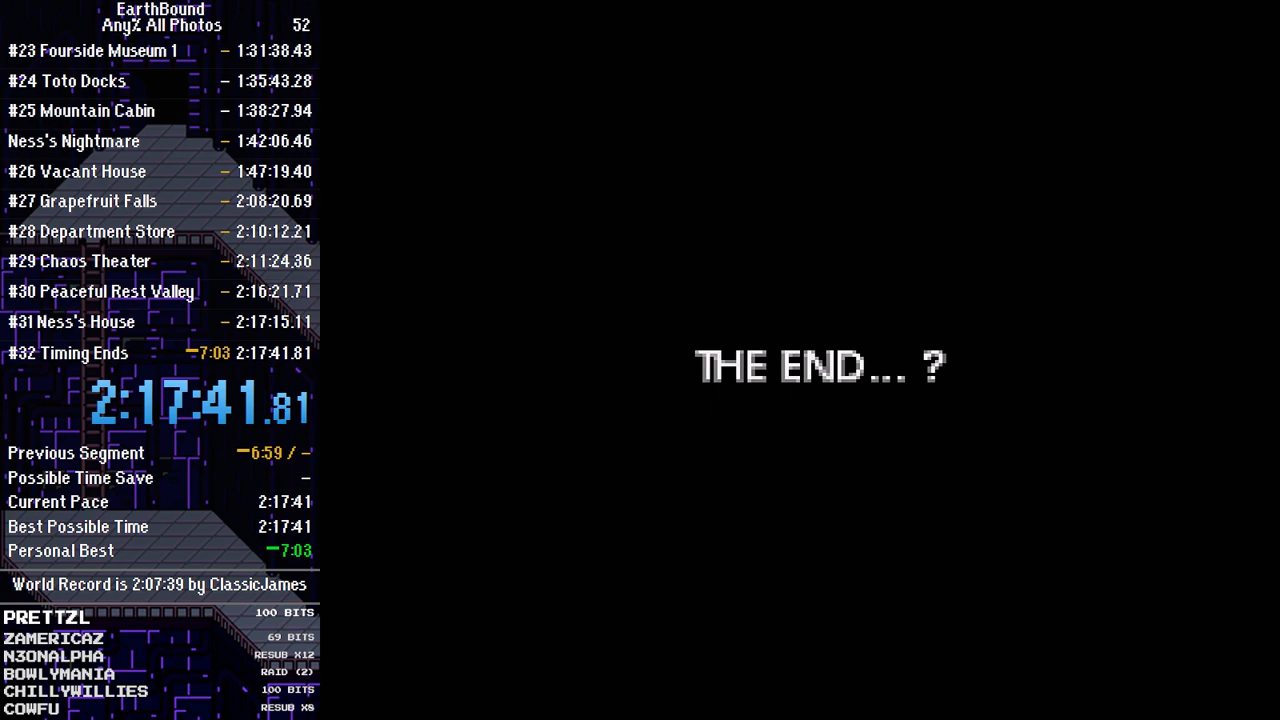 EarthBound
Any% All Photos 52
#23 Fourside Museum 1 – 1:31:38.43
#24 Toto Docks – 1:35:43.28
#25 Mountain Cabin – 1:38:27.94
Ness's Nightmare – 1:42:06.46
#26 Vacant House – 1:47:19.40
#27 Grapefruit Falls – 2:08:20.69
#28 Department Store – 2:10:12.21
#29 Chaos Theater – 2:11:24.36
#30 Peaceful Rest Valley – 2:16:21.71
#31 Ness's House – 2:17:15.11
#32 Timing Ends −7:03 2:17:41.81
2:17:41.81
Previous Segment −6:59 / –
Possible Time Save –
Current Pace 2:17:41
Best Possible Time 2:17:41
Personal Best −7:03
World Record is 2:07:39 by ClassicJames
PRETTZL 100 BITS
ZAMERICAZ 69 BITS
N3ONALPHA RESUB X12
BOWLYMANIA RAID (2)
CHILLYWILLIES 100 BITS
COWFU RESUB X8
THE END... ?